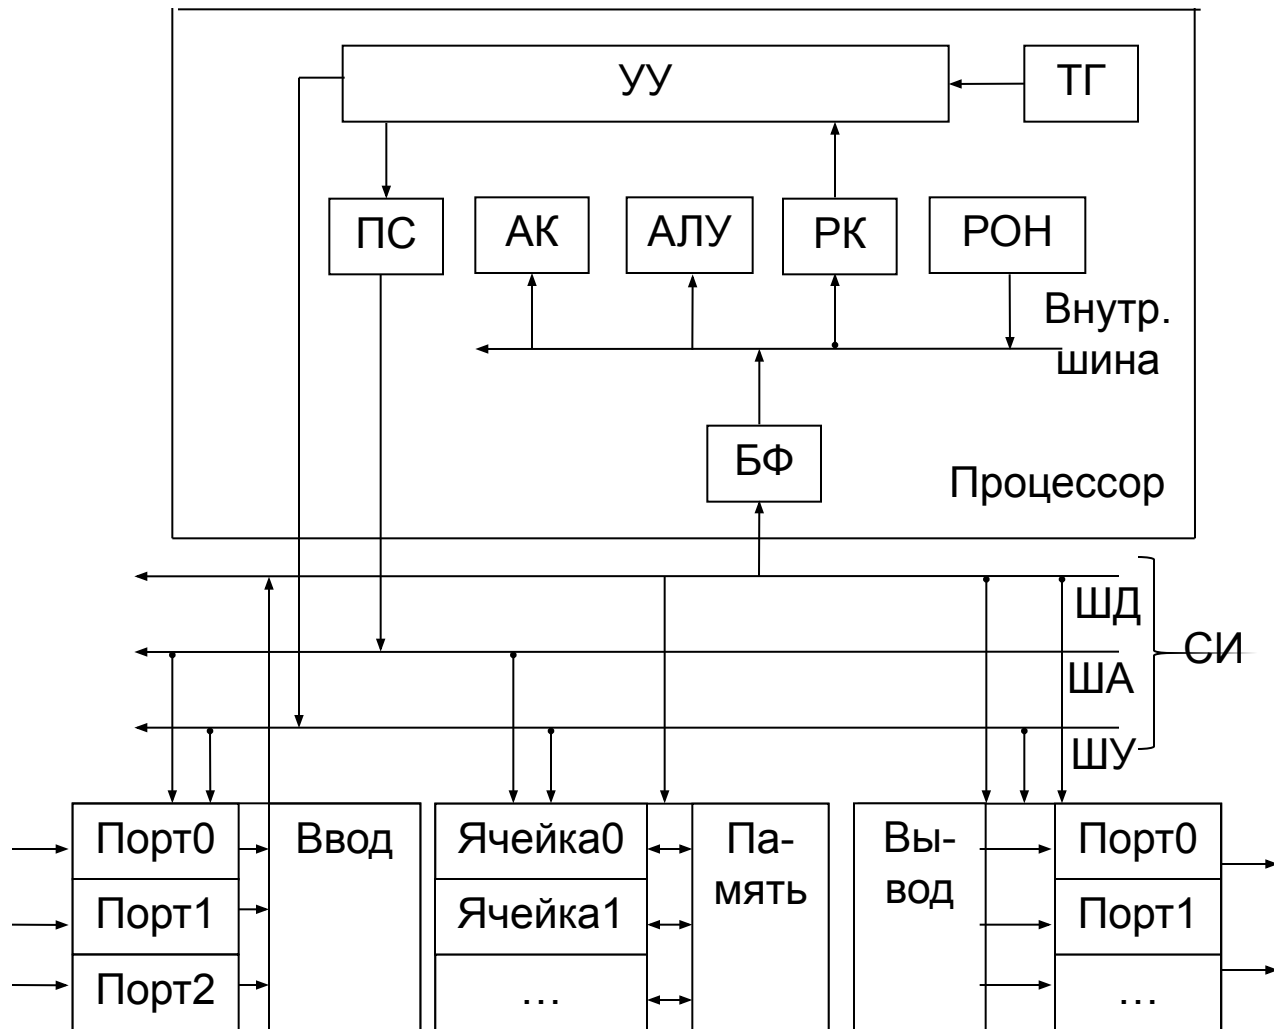 УУ
ТГ
ПС
АК
АЛУ
РК
РОН
Внутр.
шина
БФ
Процессор
ШД
СИ
ША
ШУ
Порт0
Ввод
Ячейка0
Па-
мять
Вы-
вод
Порт0
Порт1
Ячейка1
Порт1
Порт2
...
...